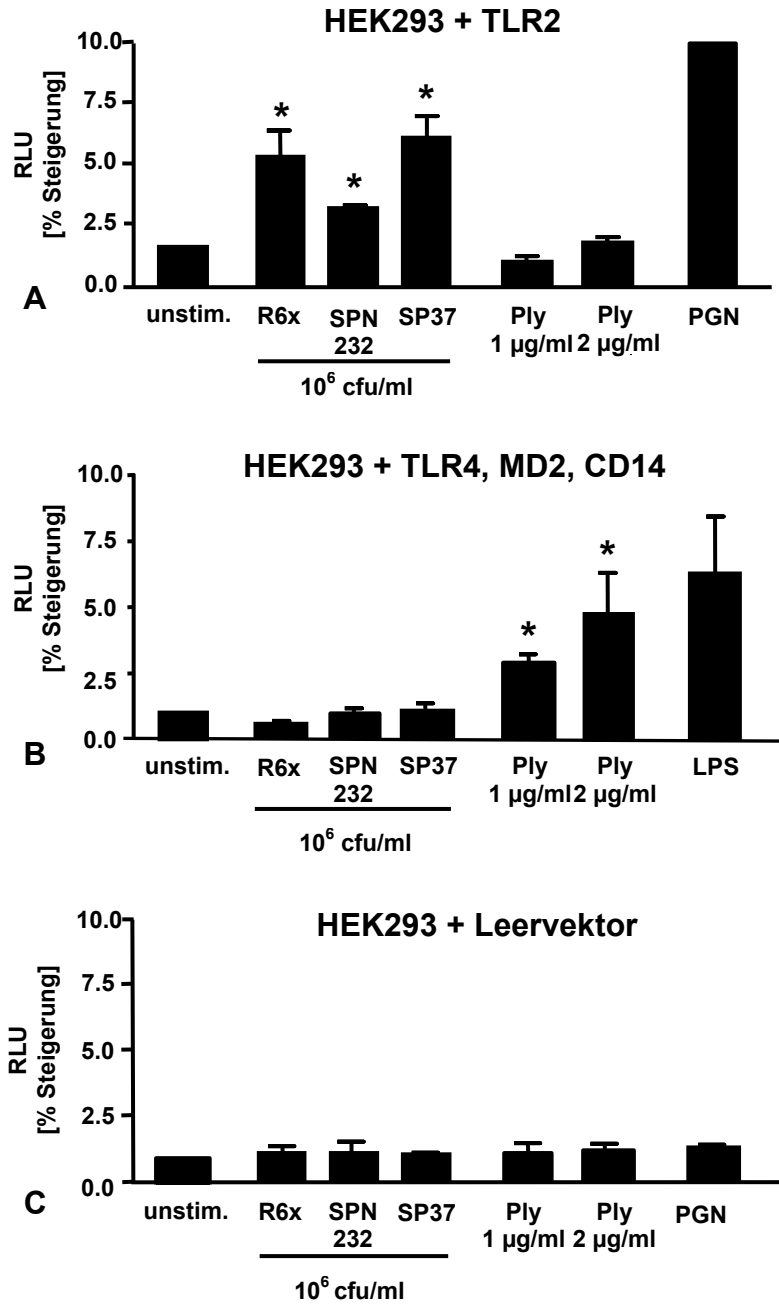 HEK293 + TLR2
RLU
[% Steigerung]
10.0
7.5
5.0
2.5
0.0
* * *
A
unstim. R6x SPN SP37 Ply Ply PGN
232 1 µg/ml 2 µg/ml
10⁶ cfu/ml
HEK293 + TLR4, MD2, CD14
RLU
[% Steigerung]
10.0
7.5
5.0
2.5
0.0
* *
B
unstim. R6x SPN SP37 Ply Ply LPS
232 1 µg/ml 2 µg/ml
10⁶ cfu/ml
HEK293 + Leervektor
RLU
[% Steigerung]
10.0
7.5
5.0
2.5
0.0
C
unstim. R6x SPN SP37 Ply Ply PGN
232 1 µg/ml 2 µg/ml
10⁶ cfu/ml